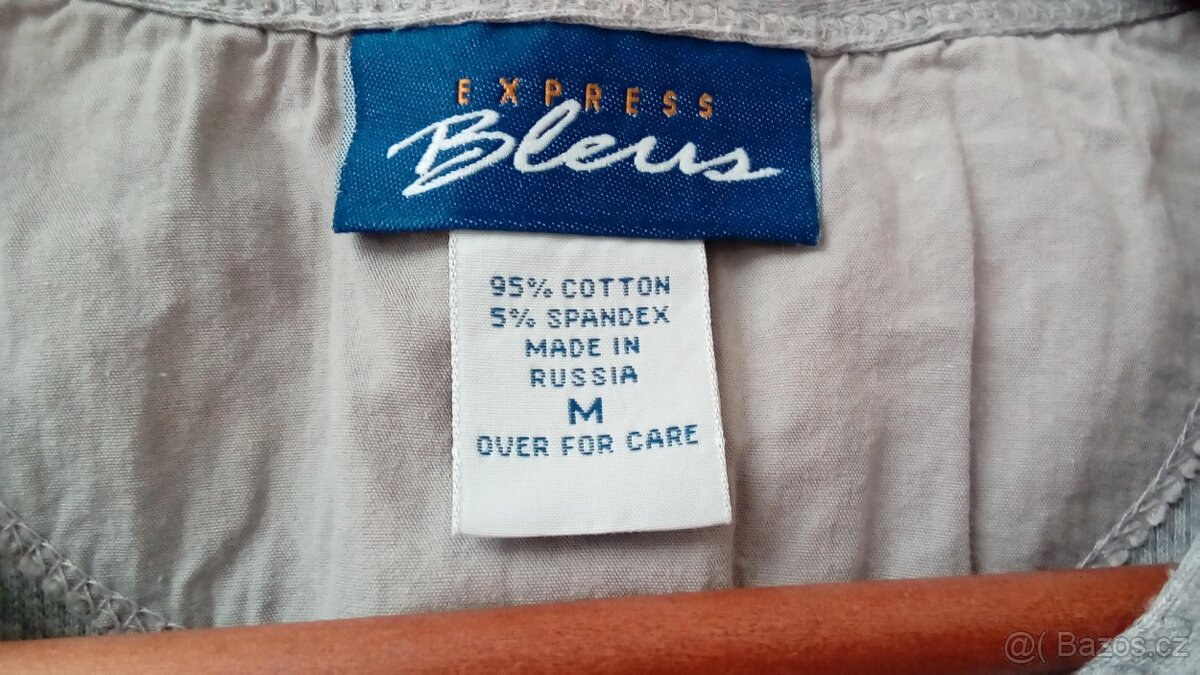 EXPRESS
Bleus
95% COTTON
5% SPANDEX
MADE IN
RUSSIA
M
OVER FOR CARE
@( Bazos.cz